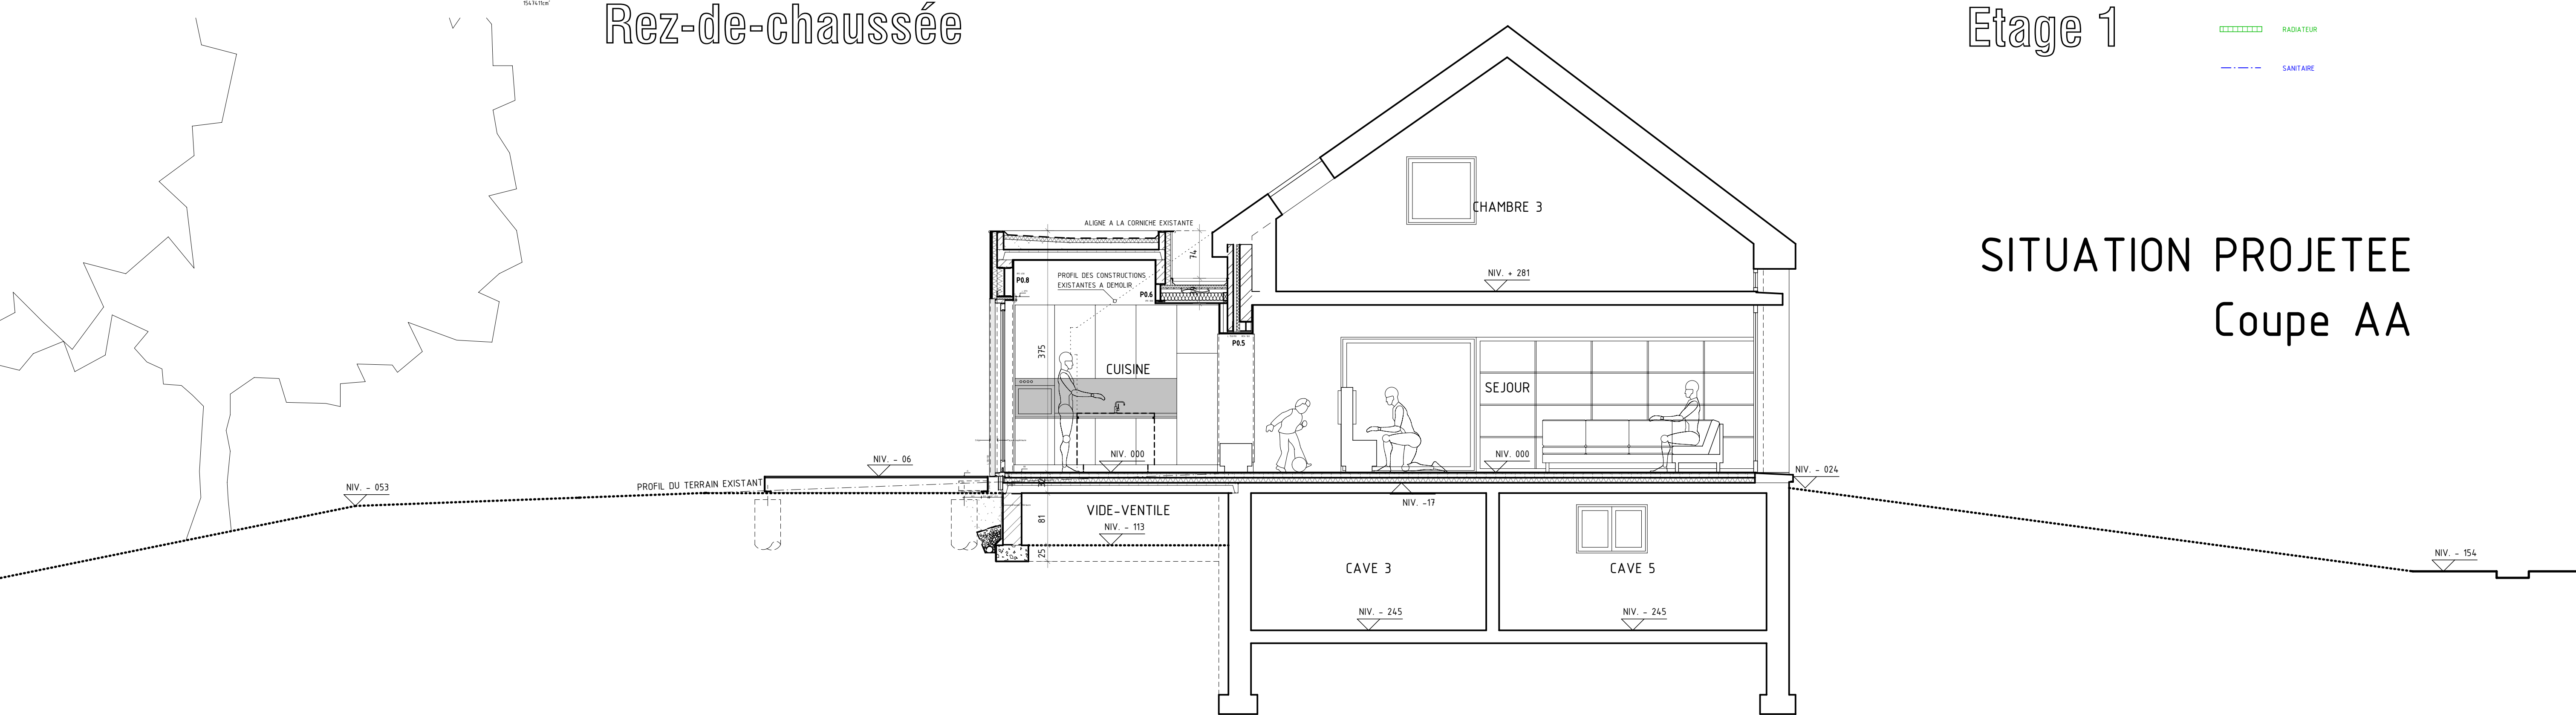 1547411cm²
Rez-de-chaussée
Etage 1
RADIATEUR
SANITAIRE
SITUATION PROJETEE
Coupe AA
CHAMBRE 3
ALIGNE A LA CORNICHE EXISTANTE
74
NIV. + 281
PROFIL DES CONSTRUCTIONS
EXISTANTES A DEMOLIR
P0.8
P0.6
P0.5
375
CUISINE
SEJOUR
NIV. 000
NIV. 000
NIV. - 06
NIV. - 024
NIV. - 053
PROFIL DU TERRAIN EXISTANT
32
NIV. -17
VIDE-VENTILE
81
NIV. - 113
25
NIV. - 154
CAVE 3
CAVE 5
NIV. - 245
NIV. - 245